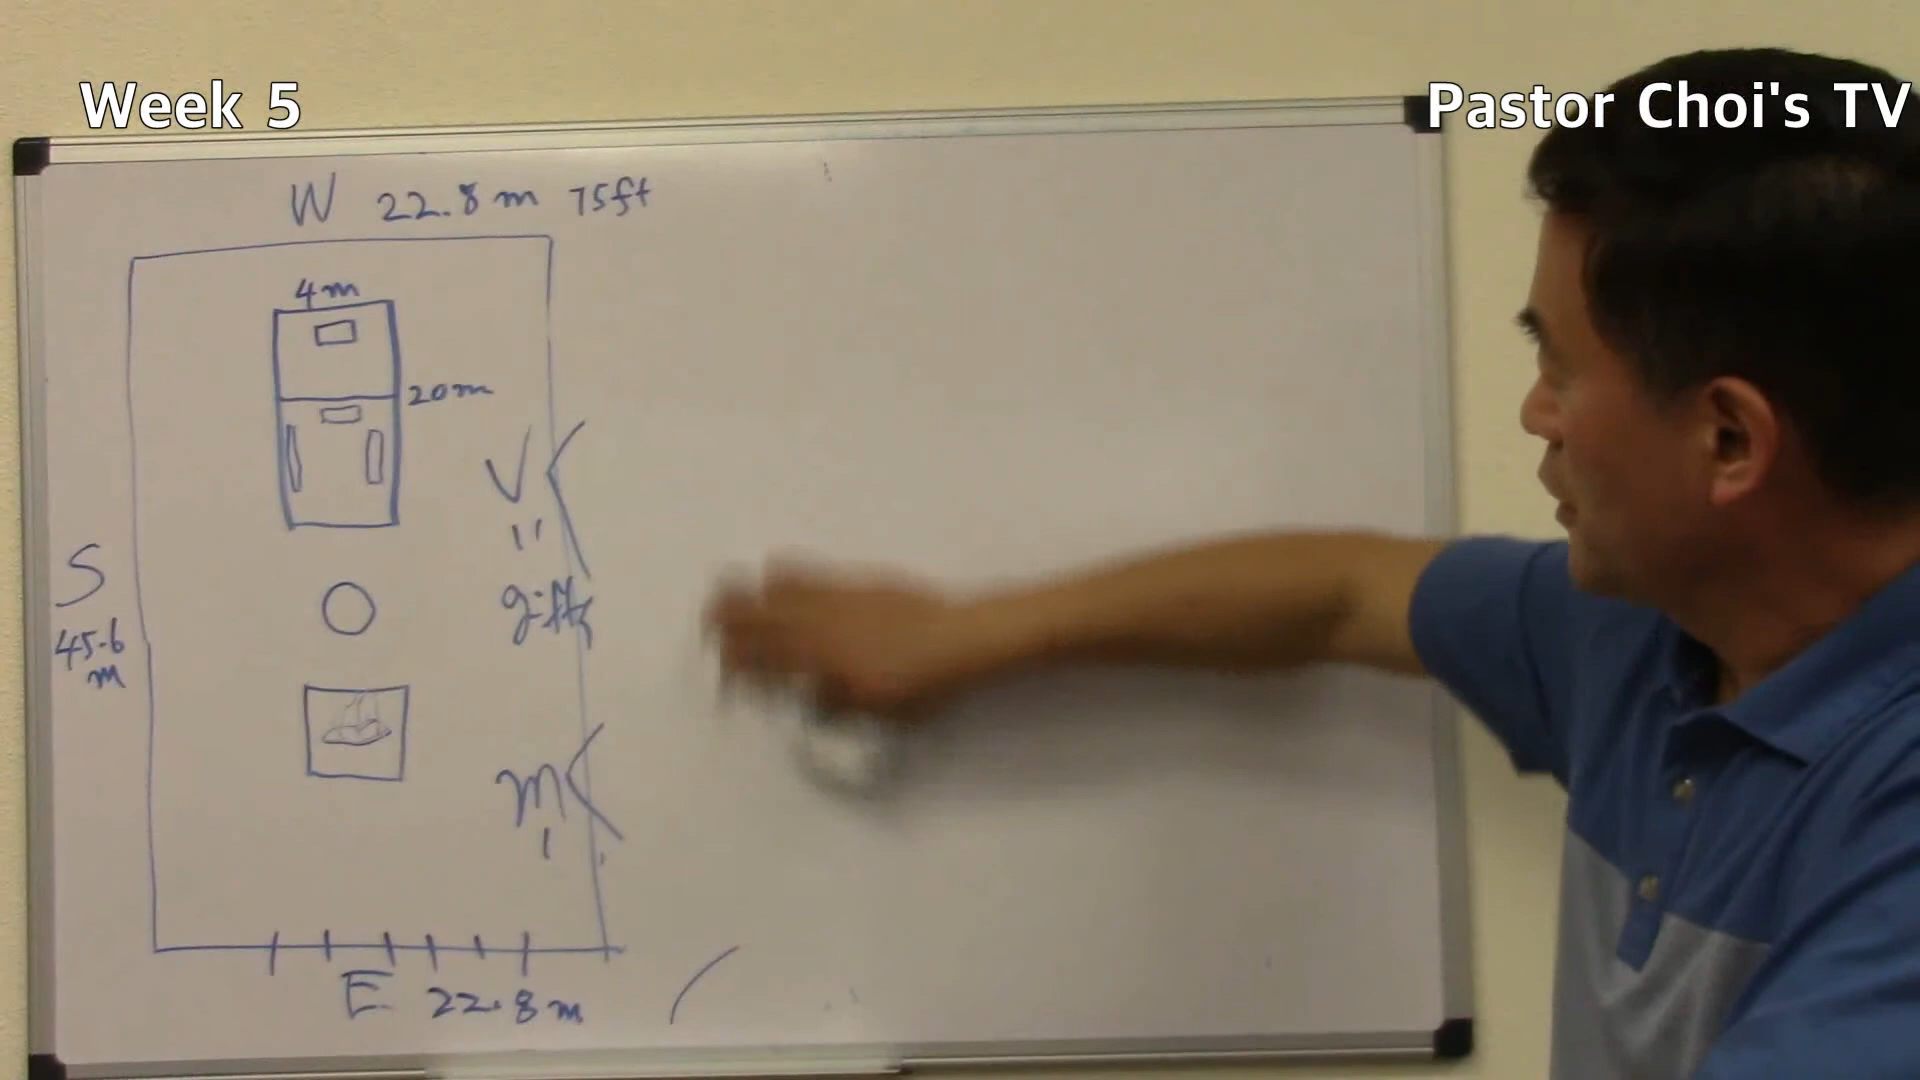 Week 5
Pastor Choi's TV
W 22.8 m 75ft
4m
20m
V
gifts
S
45.6
m
m
E 22.8 m